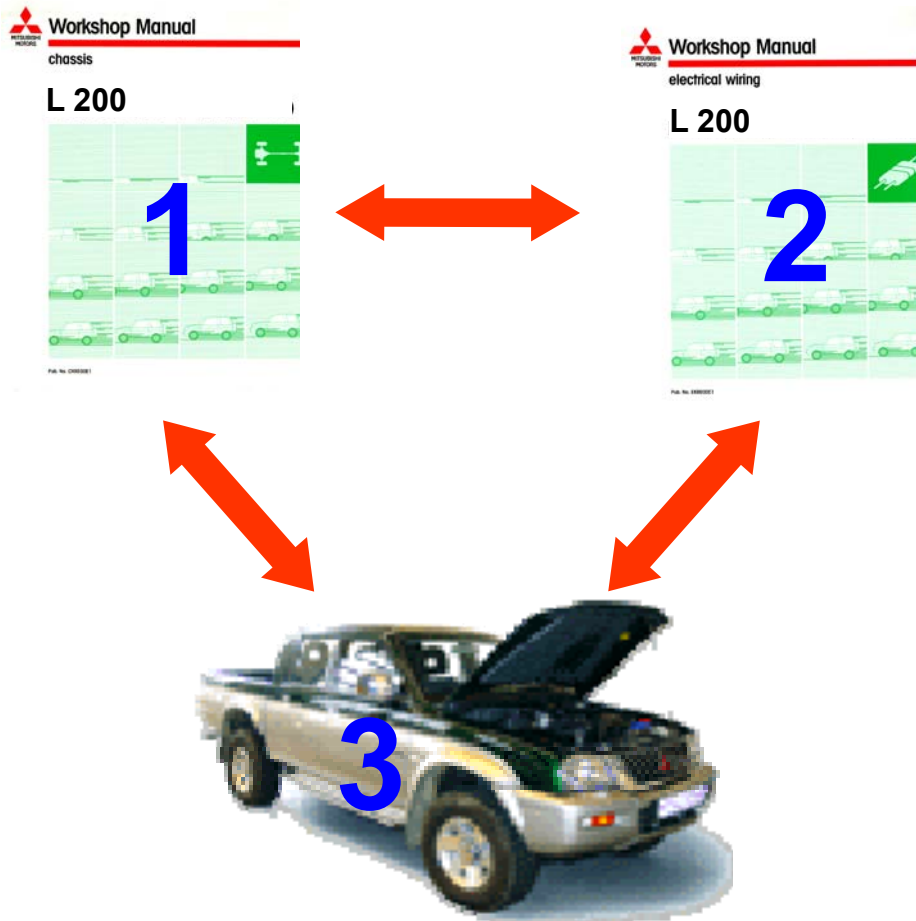 MITSUBISHI
MOTORS
Workshop Manual
chassis
L 200
1
MITSUBISHI
MOTORS
Workshop Manual
electrical wiring
L 200
2
3